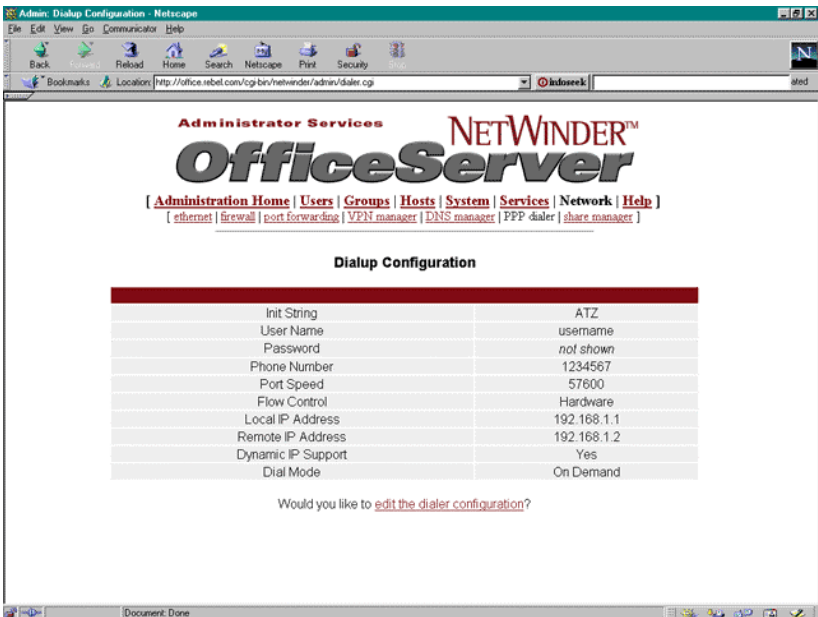 Admin: Dialup Configuration - Netscape
File Edit View Go Communicator Help
Back Forward Reload Home Search Netscape Print Security Stop
Bookmarks Location: http://office.rebel.com/cgi-bin/netwinder/admin/dialer.cgi infoseek ated
N
Administrator Services NETWINDER™
OfficeServer
[ Administration Home | Users | Groups | Hosts | System | Services | Network | Help ]
[ ethernet | firewall | port forwarding | VPN manager | DNS manager | PPP dialer | share manager ]
Dialup Configuration
Init String ATZ
User Name username
Password not shown
Phone Number 1234567
Port Speed 57600
Flow Control Hardware
Local IP Address 192.168.1.1
Remote IP Address 192.168.1.2
Dynamic IP Support Yes
Dial Mode On Demand
Would you like to edit the dialer configuration?
Document: Done